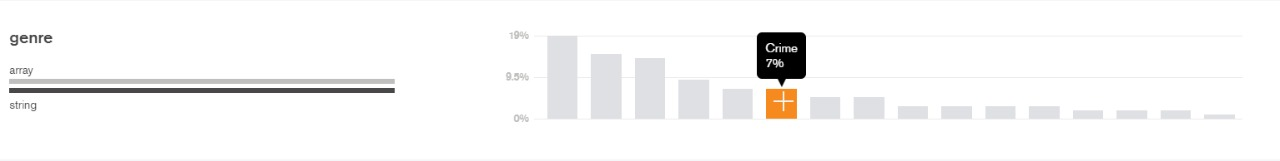 genre
array
string
19%
9.5%
0%
Crime
7%